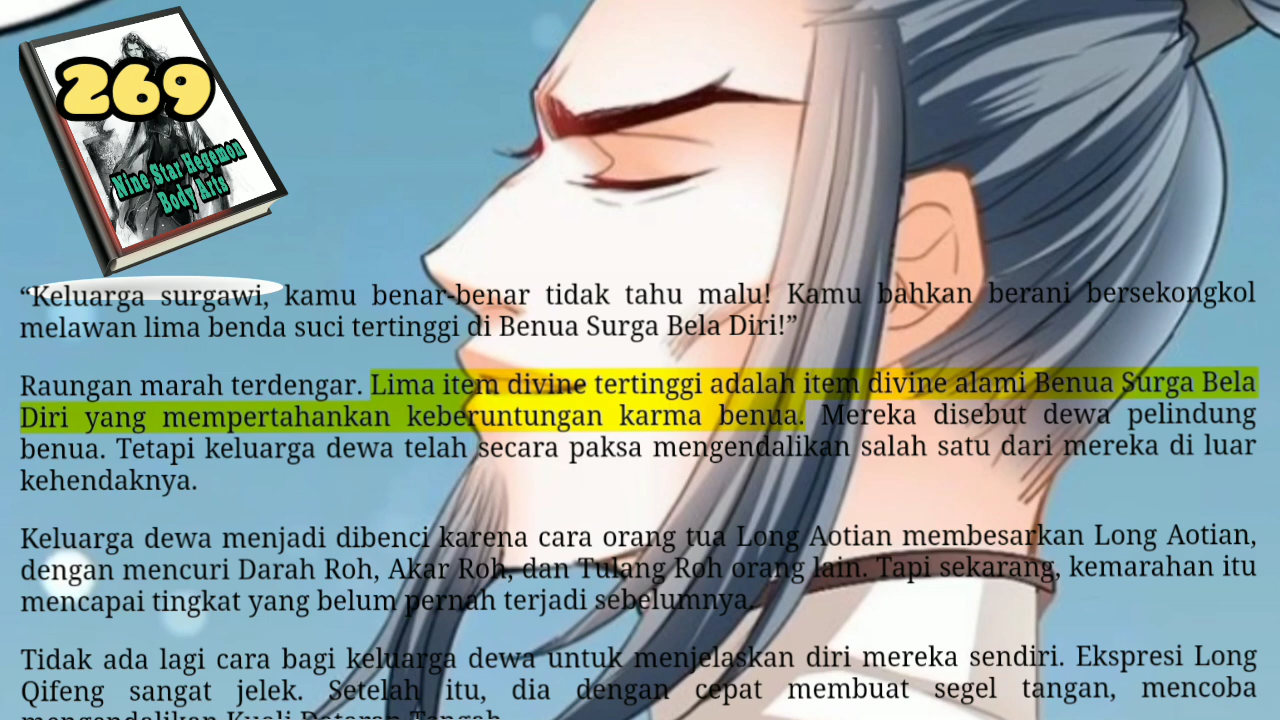 269
Nine Star Hegemon
Body Arts
“Keluarga surgawi, kamu benar-benar tidak tahu malu! Kamu bahkan berani bersekongkol
melawan lima benda suci tertinggi di Benua Surga Bela Diri!”
Raungan marah terdengar. Lima item divine tertinggi adalah item divine alami Benua Surga Bela
Diri yang mempertahankan keberuntungan karma benua. Mereka disebut dewa pelindung
benua. Tetapi keluarga dewa telah secara paksa mengendalikan salah satu dari mereka di luar
kehendaknya.
Keluarga dewa menjadi dibenci karena cara orang tua Long Aotian membesarkan Long Aotian,
dengan mencuri Darah Roh, Akar Roh, dan Tulang Roh orang lain. Tapi sekarang, kemarahan itu
mencapai tingkat yang belum pernah terjadi sebelumnya.
Tidak ada lagi cara bagi keluarga dewa untuk menjelaskan diri mereka sendiri. Ekspresi Long
Qifeng sangat jelek. Setelah itu, dia dengan cepat membuat segel tangan, mencoba
mengendalikan Kuali Dataran Tengah.